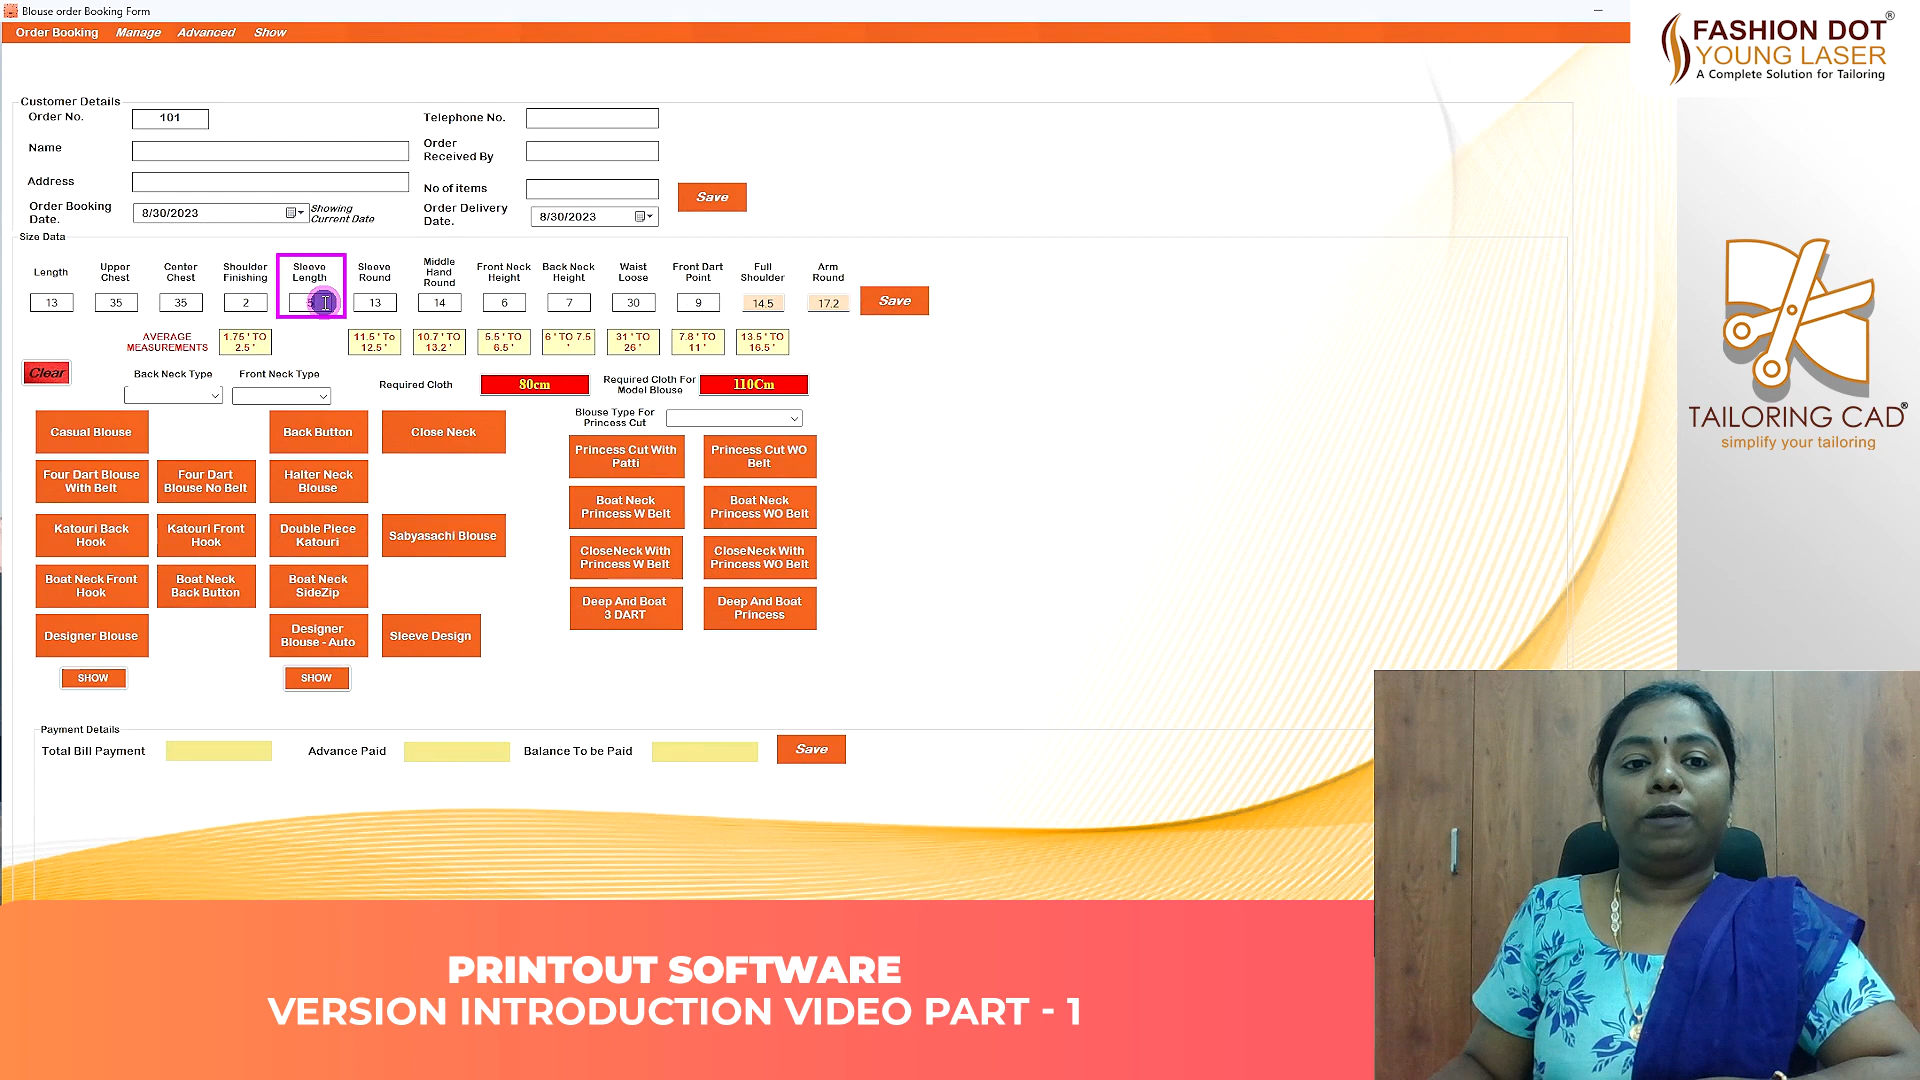 Blouse order Booking Form
Order Booking Manage Advanced Show
FASHION DOT®
YOUNG LASER
A Complete Solution for Tailoring
Customer Details
Order No. 101
Telephone No.
Name
Order
Received By
Address
No of items
Save
Order Booking
Date. 8/30/2023
Showing
Current Date
Order Delivery
Date. 8/30/2023
Size Data
Length
Upper
Chest
Center
Chest
Shoulder
Finishing
Sleeve
Length
Sleeve
Round
Middle
Hand
Round
Front Neck
Height
Back Neck
Height
Waist
Loose
Front Dart
Point
Full
Shoulder
Arm
Round
13 35 35 2 5 13 14 6 7 30 9 14.5 17.2 Save
AVERAGE
MEASUREMENTS
1.75 ' TO
2.5 '
11.5 ' To
12.5 '
10.7 ' TO
13.2 '
5.5 ' TO
6.5 '
6 ' TO 7.5
'
31 ' TO
26 '
7.8 ' TO
11 '
13.5 ' TO
16.5 '
Clear
Back Neck Type
Front Neck Type
Required Cloth
80cm
Required Cloth For
Model Blouse
110Cm
Blouse Type For
Princess Cut
Casual Blouse
Back Button
Close Neck
Princess Cut With
Patti
Princess Cut WO
Belt
Four Dart Blouse
With Belt
Four Dart
Blouse No Belt
Halter Neck
Blouse
Boat Neck
Princess W Belt
Boat Neck
Princess WO Belt
Katouri Back
Hook
Katouri Front
Hook
Double Piece
Katouri
Sabyasachi Blouse
CloseNeck With
Princess W Belt
CloseNeck With
Princess WO Belt
Boat Neck Front
Hook
Boat Neck
Back Button
Boat Neck
SideZip
Deep And Boat
3 DART
Deep And Boat
Princess
Designer Blouse
Designer
Blouse - Auto
Sleeve Design
SHOW
SHOW
TAILORING CAD®
simplify your tailoring
Payment Details
Total Bill Payment
Advance Paid
Balance To be Paid
Save
PRINTOUT SOFTWARE
VERSION INTRODUCTION VIDEO PART - 1